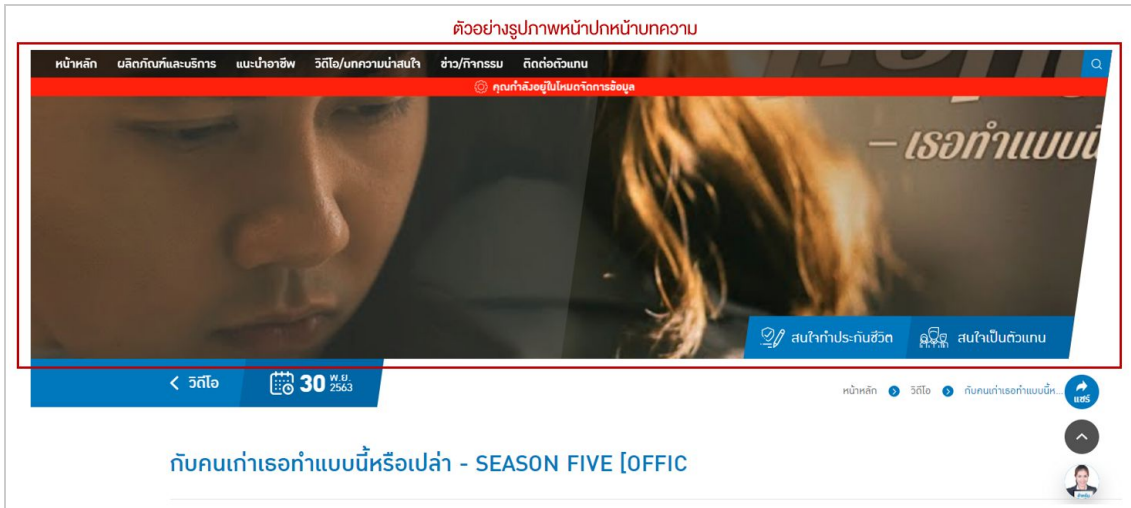 ตัวอย่างรูปภาพหน้าปกหน้าบทความ
หน้าหลัก ผลิตภัณฑ์และบริการ แนะนำอาชีพ วิดีโอ/บทความน่าสนใจ ข่าว/กิจกรรม ติดต่อตัวแทน
คุณกำลังอยู่ในโหมดจัดการข้อมูล
– เธอทำแบบนี้
สนใจทำประกันชีวิต สนใจเป็นตัวแทน
วิดีโอ 30 พ.ย. 2563
หน้าหลัก วิดีโอ กับคนเก่าเธอทำแบบนี้ห...
แชร์
กับคนเก่าเธอทำแบบนี้หรือเปล่า - SEASON FIVE [OFFIC